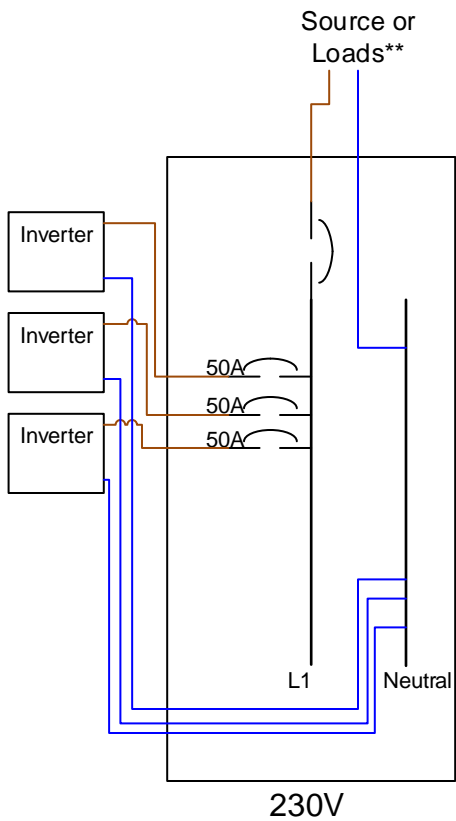 Source or
Loads**
Inverter
Inverter
Inverter
50A
50A
50A
L1
Neutral
230V